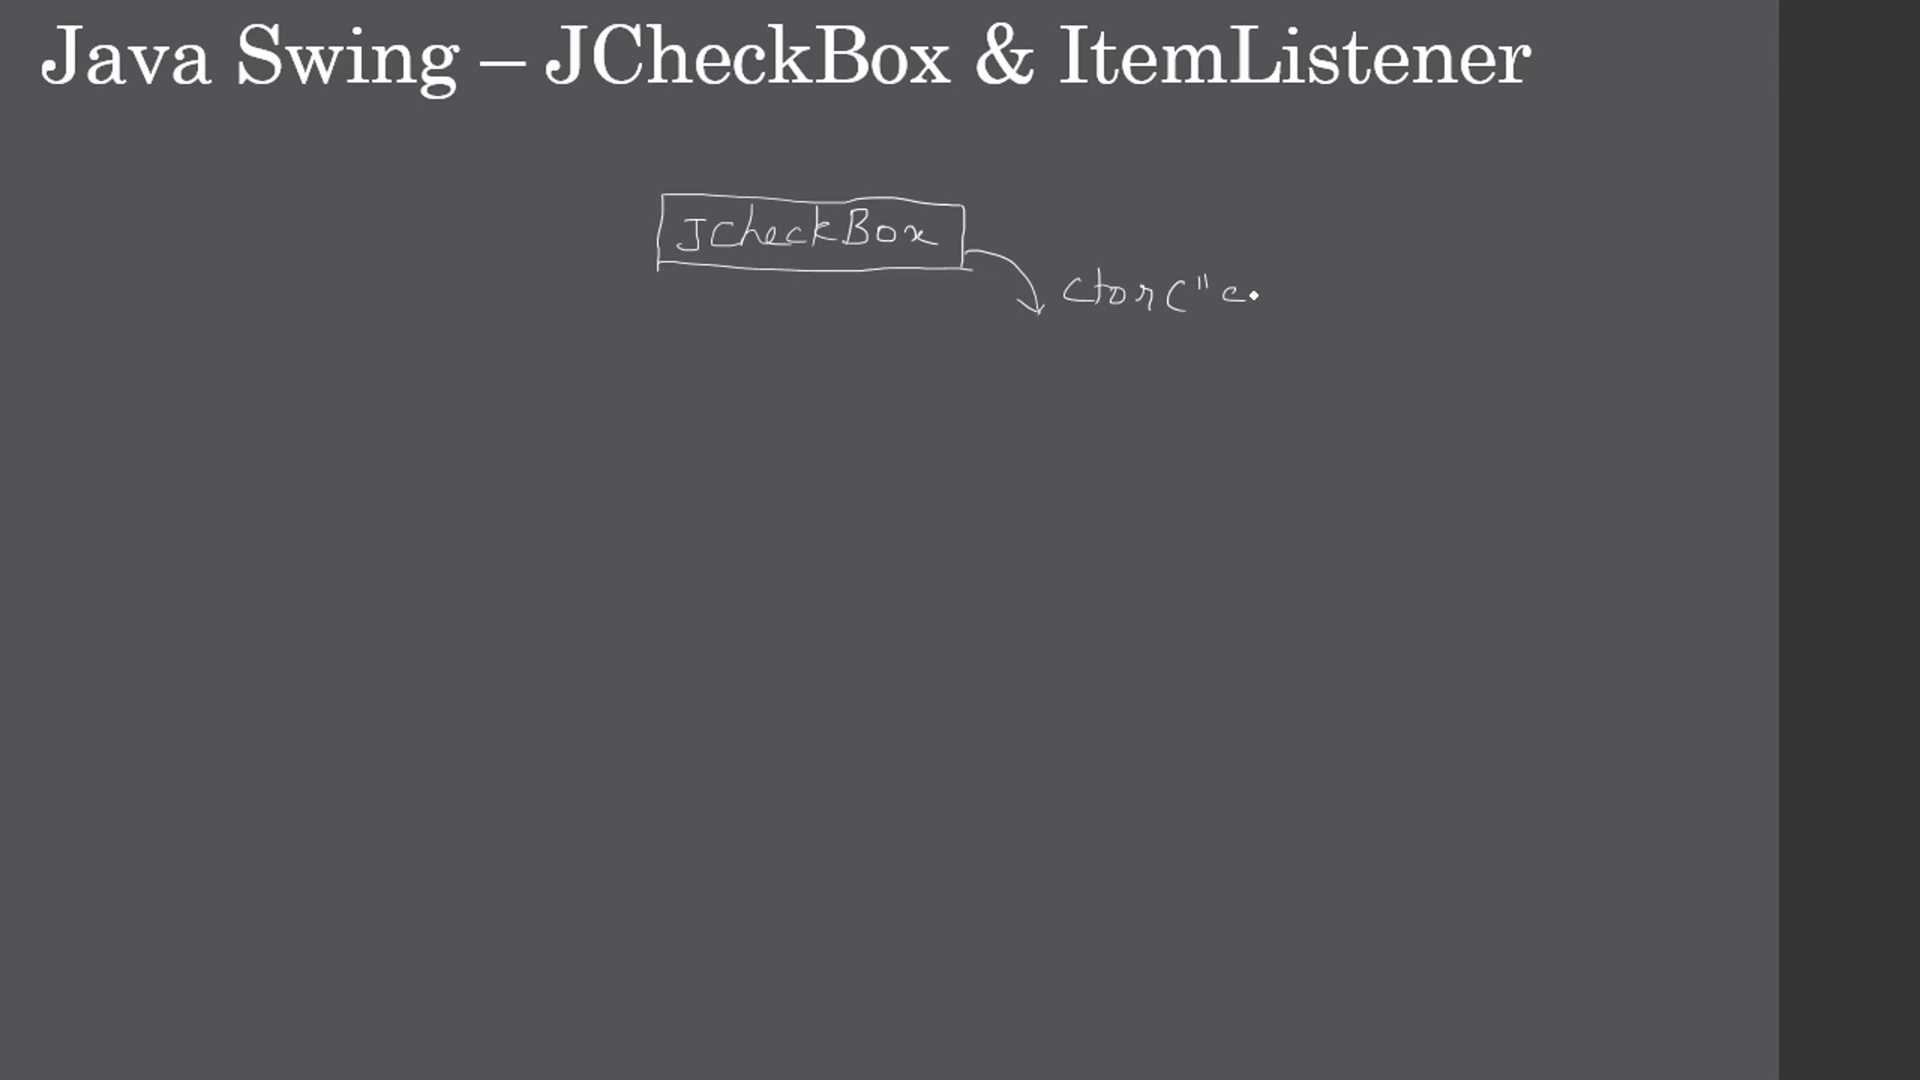 Java Swing – JCheckBox & ItemListener
JCheckBox
ctor("c